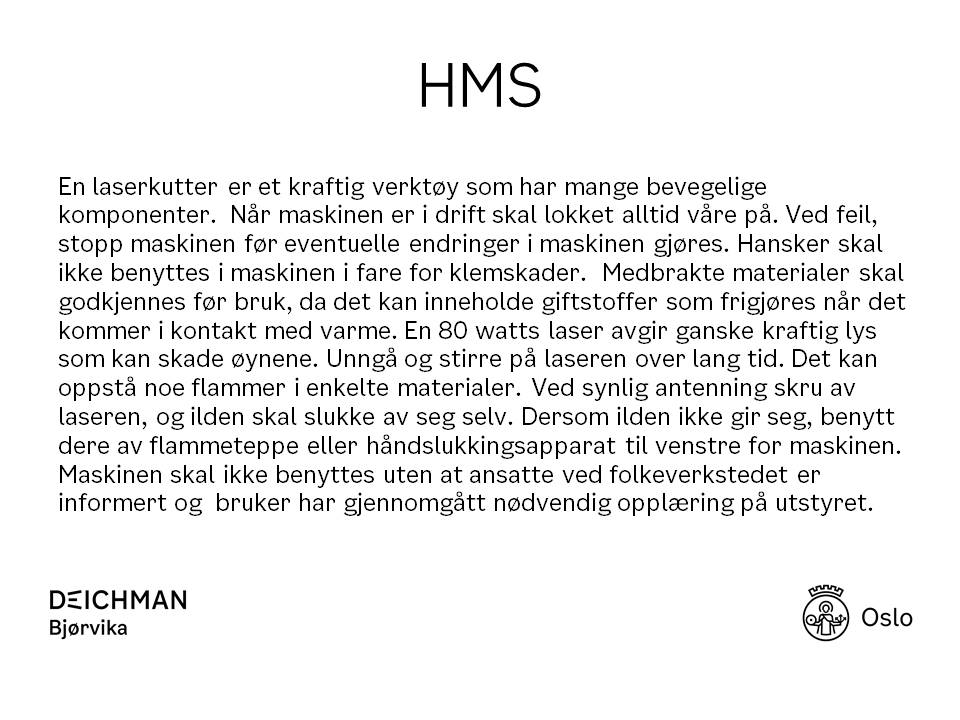 HMS
En laserkutter er et kraftig verktøy som har mange bevegelige
komponenter. Når maskinen er i drift skal lokket alltid våre på. Ved feil,
stopp maskinen før eventuelle endringer i maskinen gjøres. Hansker skal
ikke benyttes i maskinen i fare for klemskader. Medbrakte materialer skal
godkjennes før bruk, da det kan inneholde giftstoffer som frigjøres når det
kommer i kontakt med varme. En 80 watts laser avgir ganske kraftig lys
som kan skade øynene. Unngå og stirre på laseren over lang tid. Det kan
oppstå noe flammer i enkelte materialer. Ved synlig antenning skru av
laseren, og ilden skal slukke av seg selv. Dersom ilden ikke gir seg, benytt
dere av flammeteppe eller håndslukkingsapparat til venstre for maskinen.
Maskinen skal ikke benyttes uten at ansatte ved folkeverkstedet er
informert og bruker har gjennomgått nødvendig opplæring på utstyret.
DEICHMAN
Bjørvika
Oslo